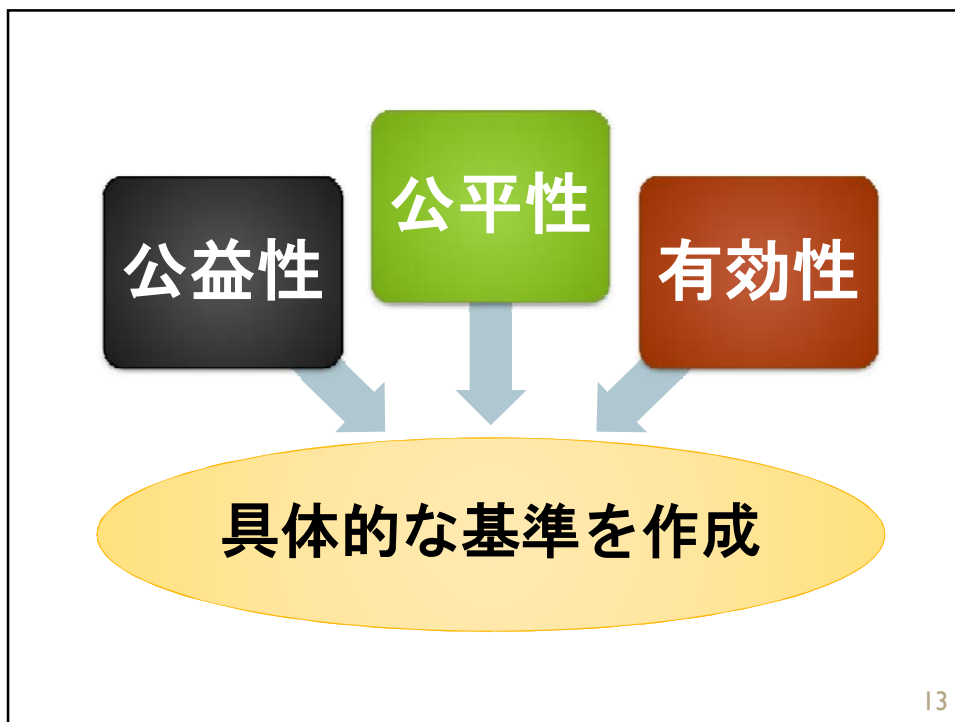 公益性
公平性
有効性
具体的な基準を作成
13